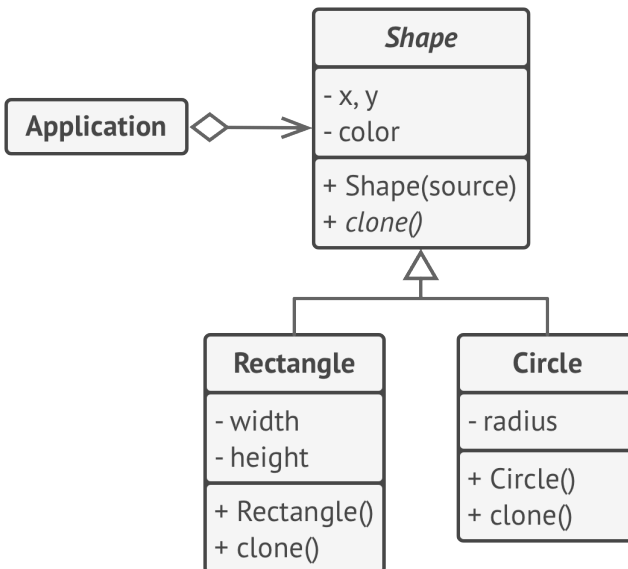 Shape
- x, y
- color
+ Shape(source)
+ clone()
Application
Rectangle
- width
- height
+ Rectangle()
+ clone()
Circle
- radius
+ Circle()
+ clone()